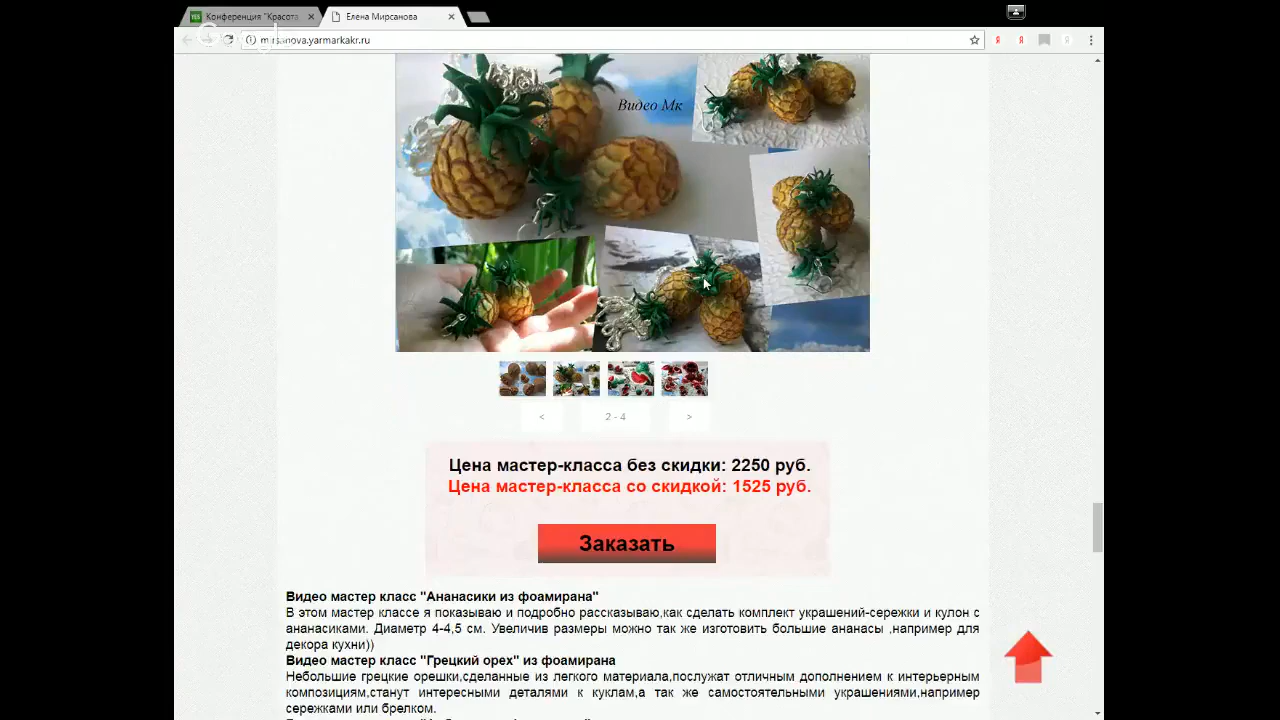 Конференция "Красота
Елена Мирсанова
mirsanova.yarmarkakr.ru
Видео Мк
< 2 - 4 >
Цена мастер-класса без скидки: 2250 руб.
Цена мастер-класса со скидкой: 1525 руб.
Заказать
Видео мастер класс "Ананасики из фоамирана"
В этом мастер классе я показываю и подробно рассказываю,как сделать комплект украшений-сережки и кулон с
ананасиками. Диаметр 4-4,5 см. Увеличив размеры можно так же изготовить большие ананасы ,например для
декора кухни))
Видео мастер класс "Грецкий орех" из фоамирана
Небольшие грецкие орешки,сделанные из легкого материала,послужат отличным дополнением к интерьерным
композициям,станут интересными деталями к куклам,а так же самостоятельными украшениями,например
сережками или брелком.